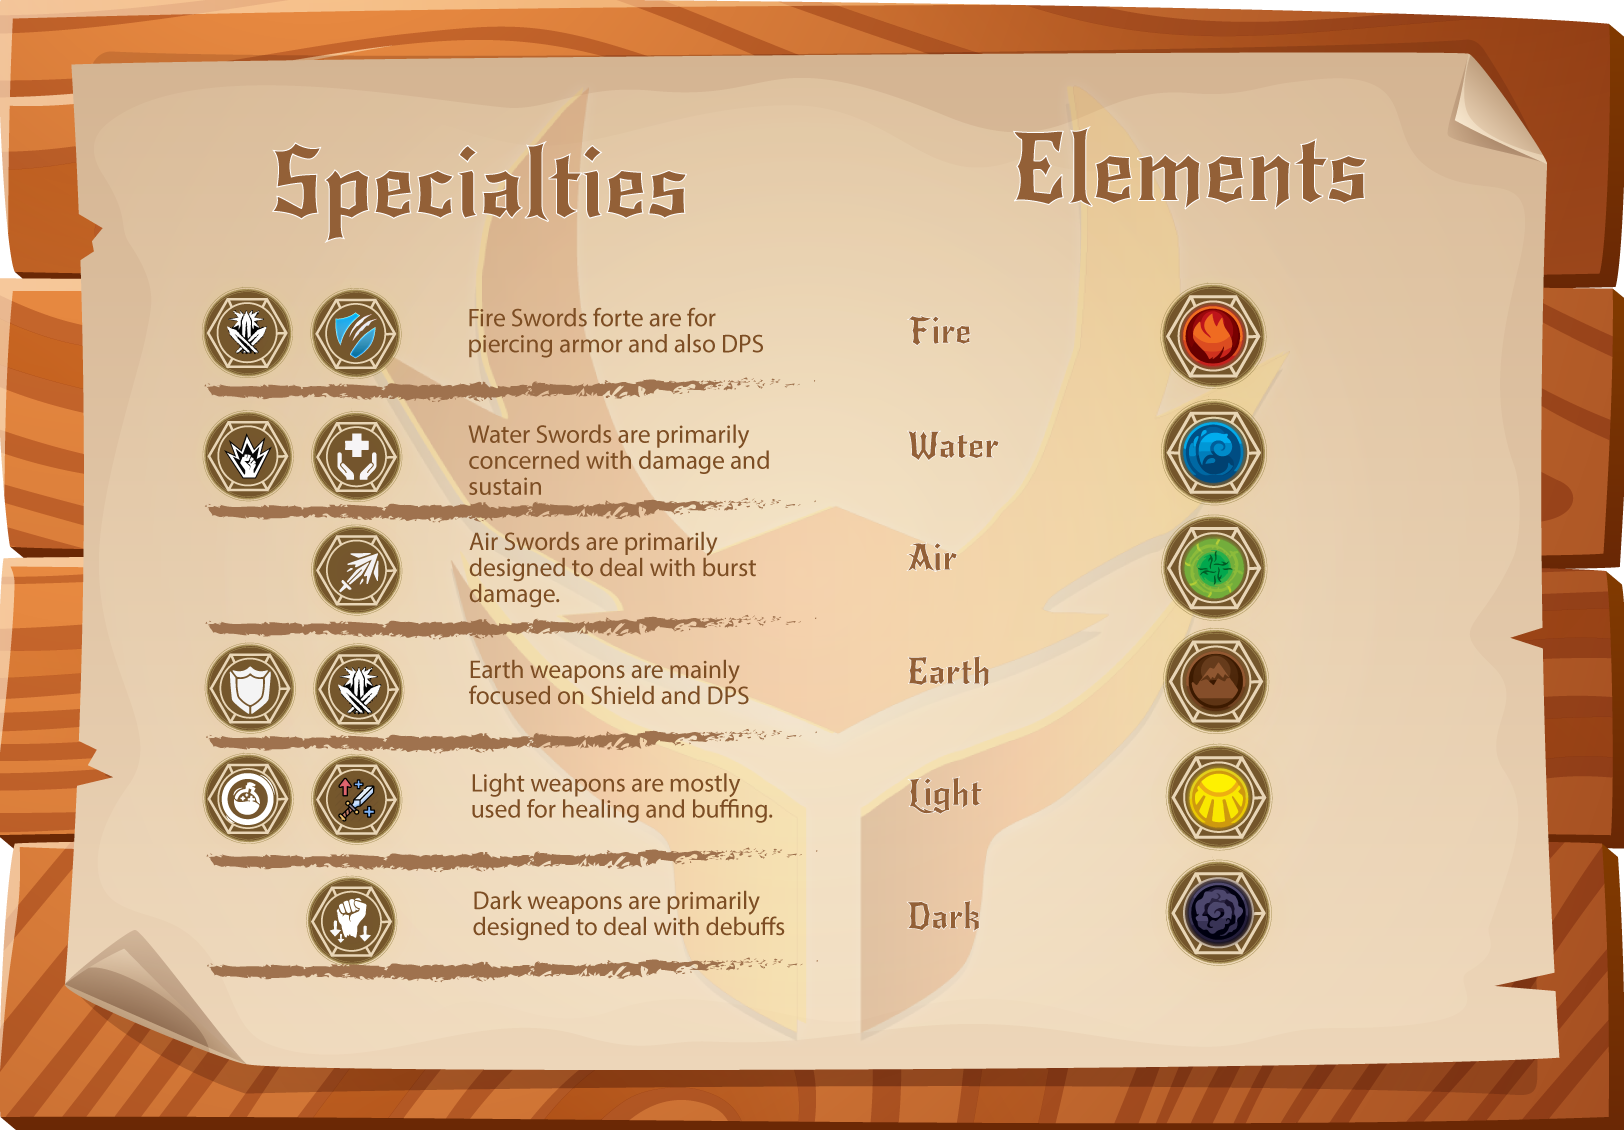 Specialties
Elements
Fire Swords forte are for
piercing armor and also DPS
Fire
Water Swords are primarily
concerned with damage and
sustain
Water
Air Swords are primarily
designed to deal with burst
damage.
Air
Earth weapons are mainly
focused on Shield and DPS
Earth
Light weapons are mostly
used for healing and buffing.
Light
Dark weapons are primarily
designed to deal with debuffs
Dark